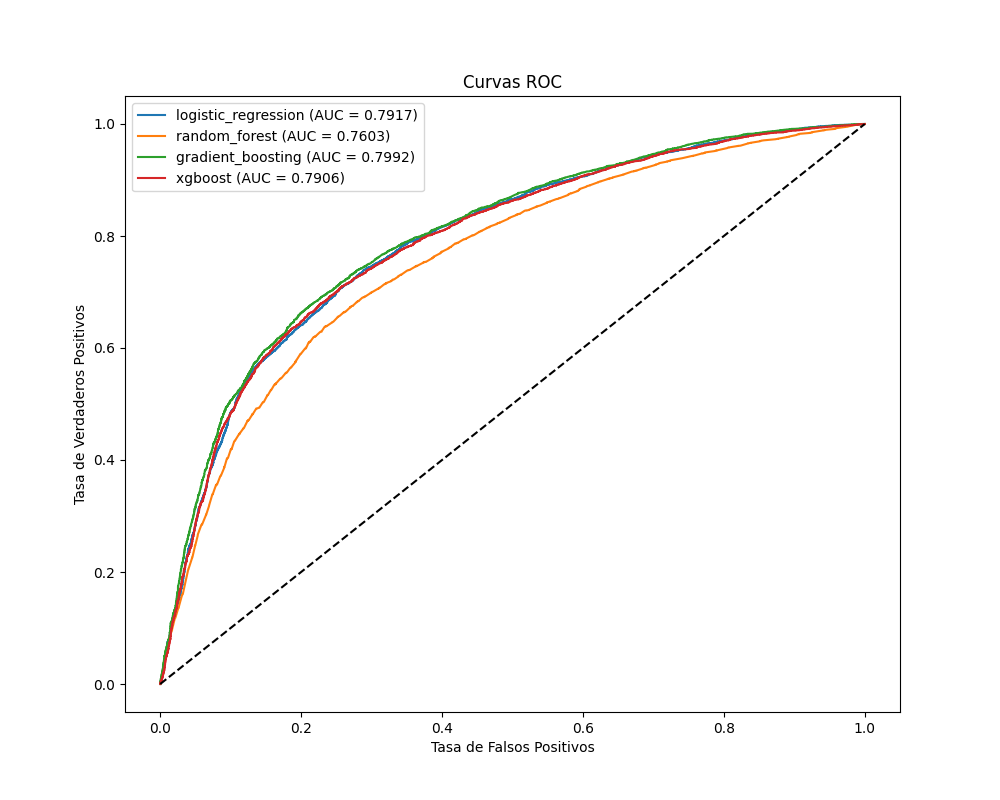 Curvas ROC
logistic_regression (AUC = 0.7917)
random_forest (AUC = 0.7603)
gradient_boosting (AUC = 0.7992)
xgboost (AUC = 0.7906)
1.0
0.8
0.6
0.4
0.2
0.0
Tasa de Verdaderos Positivos
0.0 0.2 0.4 0.6 0.8 1.0
Tasa de Falsos Positivos